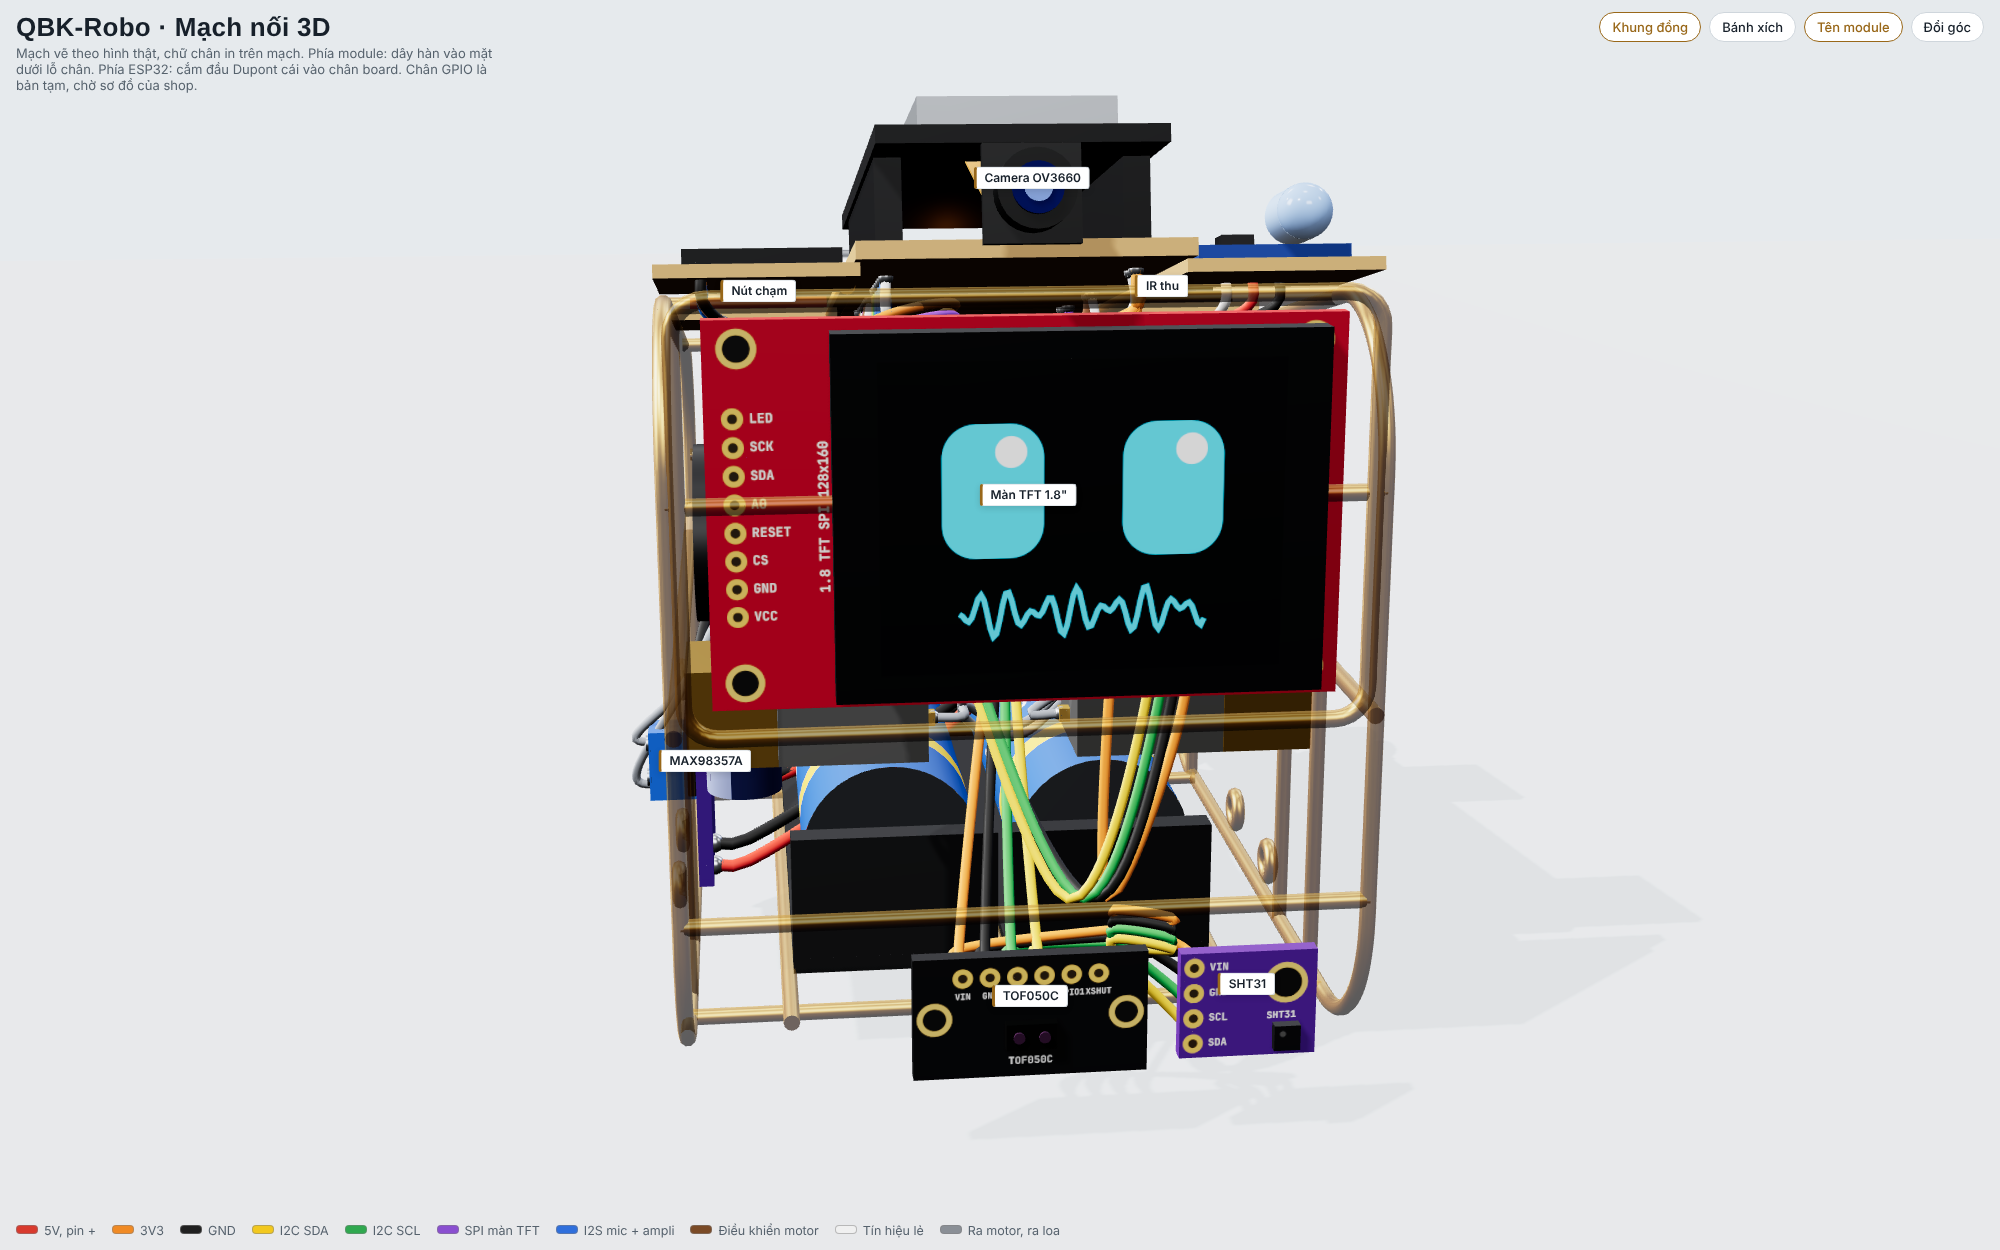 QBK-Robo · Mạch nối 3D
Mạch vẽ theo hình thật, chữ chân in trên mạch. Phía module: dây hàn vào mặt
dưới lỗ chân. Phía ESP32: cắm đầu Dupont cái vào chân board. Chân GPIO là
bản tạm, chờ sơ đồ của shop.
Khung đồng
Bánh xích
Tên module
Đổi góc
Camera OV3660
Nút chạm
IR thu
LED
SCK
SDA
A0
RESET
CS
GND
VCC
1.8 TFT SPI 128x160
Màn TFT 1.8"
MAX98357A
VIN
TOF050C
XSHUT
TOF050C
VIN
SHT31
SCL
SHT31
SDA
5V, pin +
3V3
GND
I2C SDA
I2C SCL
SPI màn TFT
I2S mic + ampli
Điều khiển motor
Tín hiệu lẻ
Ra motor, ra loa